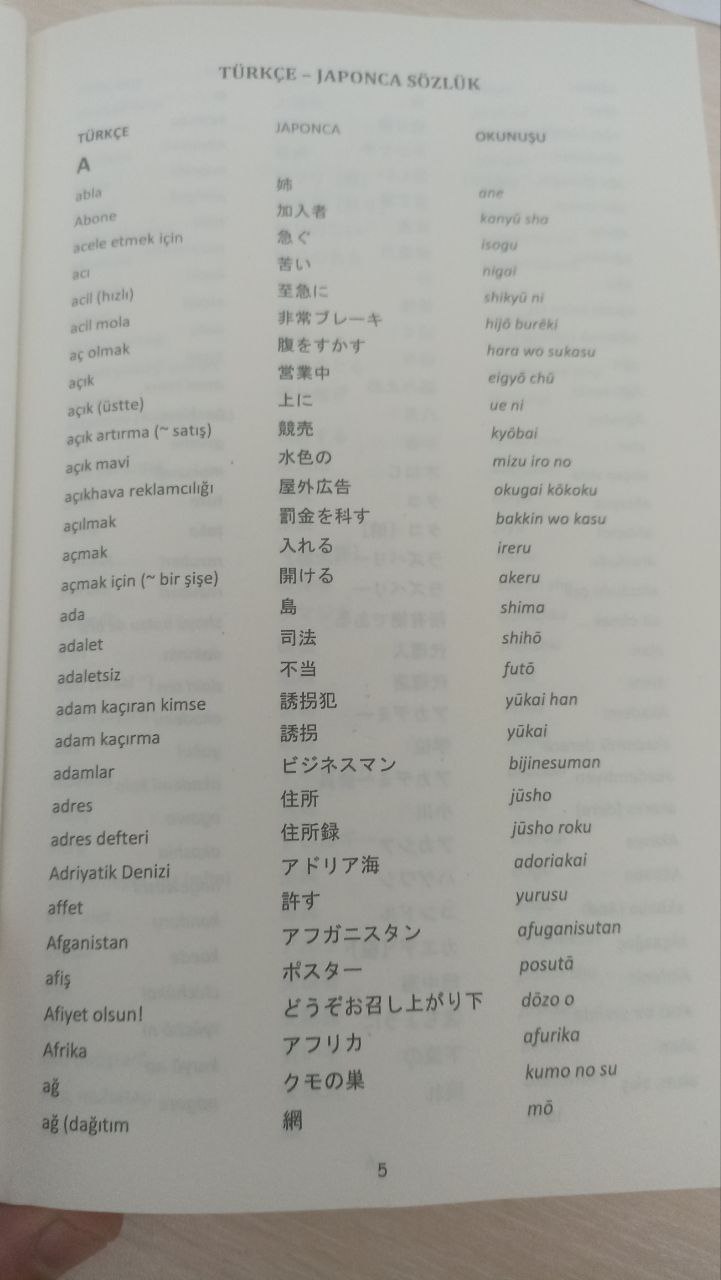 TÜRKÇE – JAPONCA SÖZLÜK
TÜRKÇE JAPONCA OKUNUŞU
A
abla 姉 ane
Abone 加入者 kanyū sha
acele etmek için 急ぐ isogu
acı 苦い nigai
acil (hızlı) 至急に shikyū ni
acil mola 非常ブレーキ hijō burēki
aç olmak 腹をすかす hara wo sukasu
açık 営業中 eigyō chū
açık (üstte) 上に ue ni
açık artırma (~ satış) 競売 kyōbai
açık mavi 水色の mizu iro no
açıkhava reklamcılığı 屋外広告 okugai kōkoku
açılmak 罰金を科す bakkin wo kasu
açmak 入れる ireru
açmak için (~ bir şişe) 開ける akeru
ada 島 shima
adalet 司法 shihō
adaletsiz 不当 futō
adam kaçıran kimse 誘拐犯 yūkai han
adam kaçırma 誘拐 yūkai
adamlar ビジネスマン bijinesuman
adres 住所 jūsho
adres defteri 住所録 jūsho roku
Adriyatik Denizi アドリア海 adoriakai
affet 許す yurusu
Afganistan アフガニスタン afuganisutan
afiş ポスター posutā
Afiyet olsun! どうぞお召し上がり下 dōzo o
Afrika アフリカ afurika
ağ クモの巣 kumo no su
ağ (dağıtım 網 mō
5